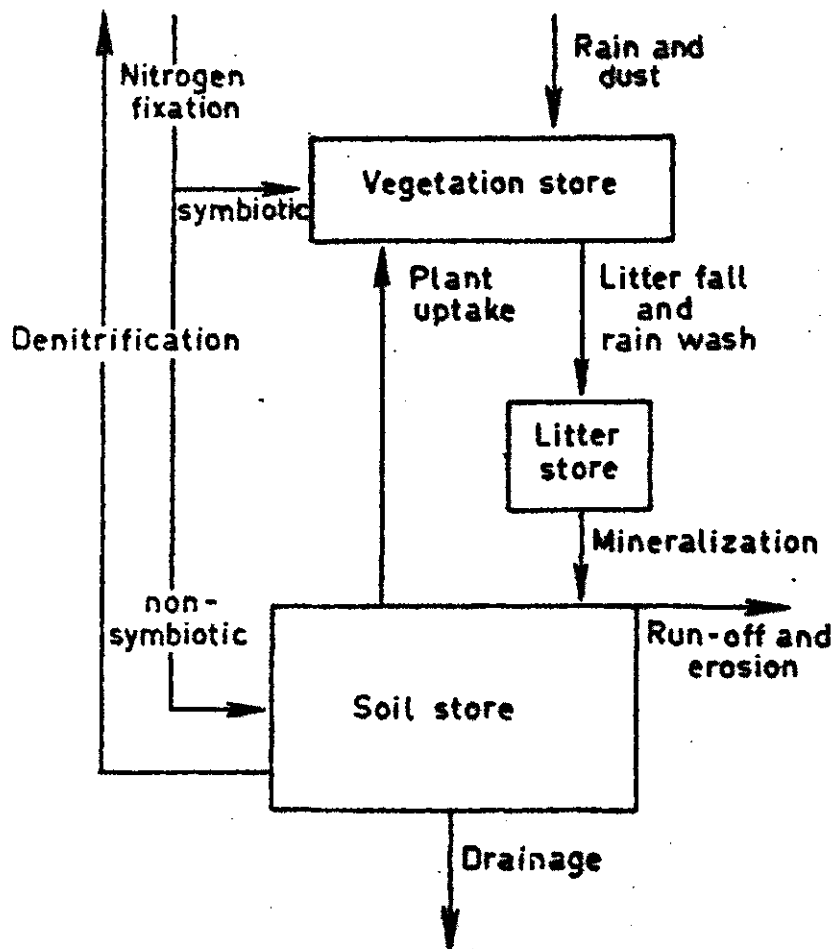 Nitrogen
fixation
Rain and
dust
Vegetation store
symbiotic
Plant
uptake
Litter fall
and
rain wash
Denitrification
Litter
store
Mineralization
non-
symbiotic
Run-off and
erosion
Soil store
Drainage